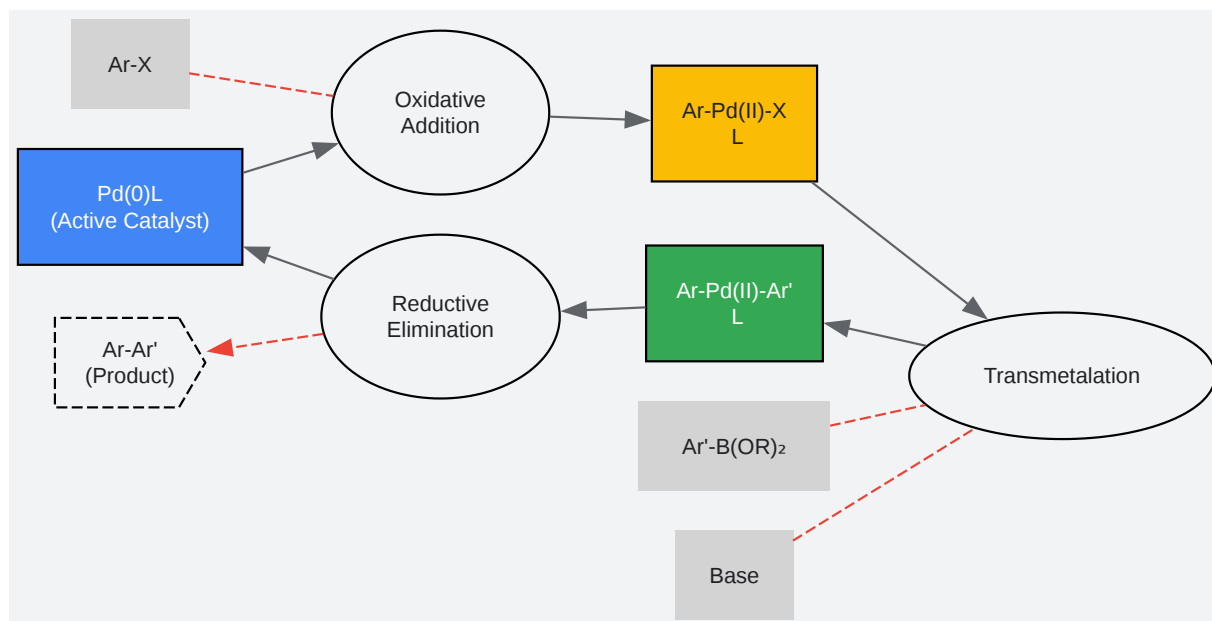 Ar-X
Oxidative
Addition
Ar-Pd(II)-X
L
Pd(0)L
(Active Catalyst)
Reductive
Elimination
Ar-Pd(II)-Ar'
L
Ar-Ar'
(Product)
Transmetalation
Ar'-B(OR)₂
Base